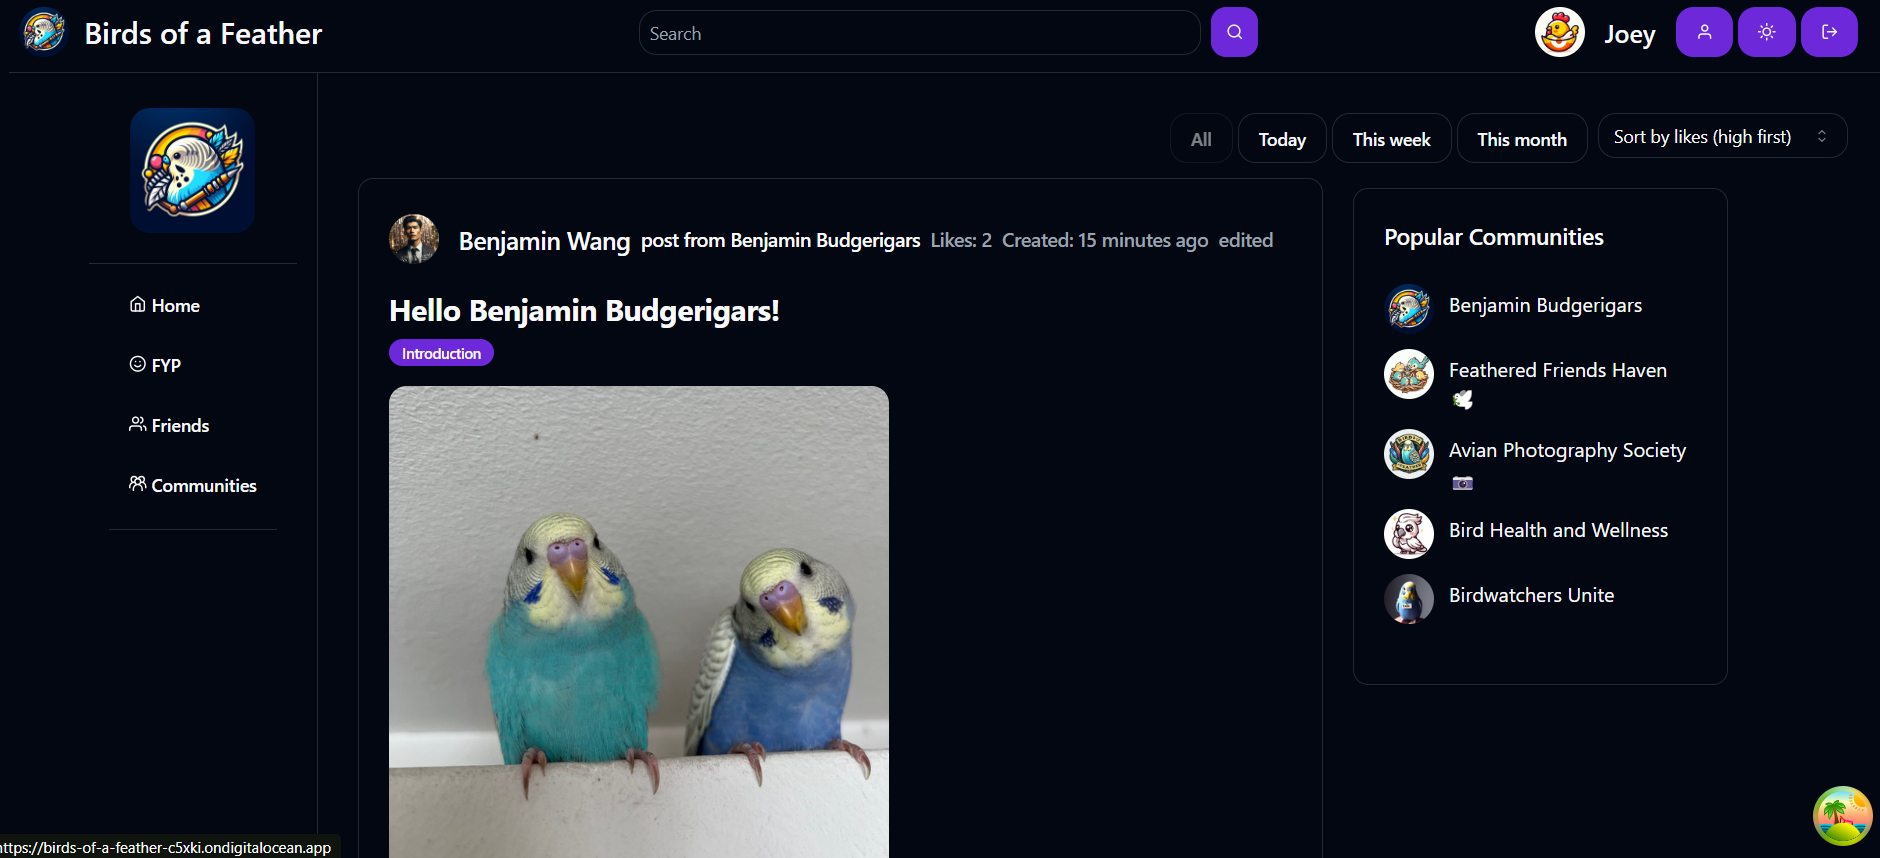 Birds of a Feather
Search
Joey
All
Today
This week
This month
Sort by likes (high first)
Home
FYP
Friends
Communities
Benjamin Wang post from Benjamin Budgerigars Likes: 2 Created: 15 minutes ago edited
Hello Benjamin Budgerigars!
Introduction
Popular Communities
Benjamin Budgerigars
Feathered Friends Haven
🕊️
Avian Photography Society
📷
Bird Health and Wellness
Birdwatchers Unite
https://birds-of-a-feather-c5xki.ondigitalocean.app